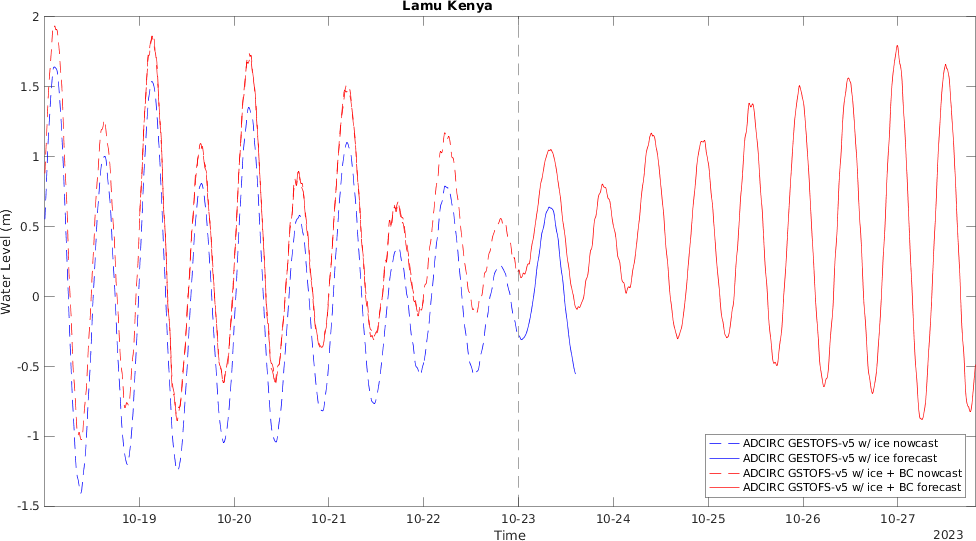 Lamu Kenya
2
1.5
1
0.5
0
-0.5
-1
-1.5
Water Level (m)
10-19 10-20 10-21 10-22 10-23 10-24 10-25 10-26 10-27
Time
2023
ADCIRC GESTOFS-v5 w/ ice nowcast
ADCIRC GESTOFS-v5 w/ ice forecast
ADCIRC GSTOFS-v5 w/ ice + BC nowcast
ADCIRC GSTOFS-v5 w/ ice + BC forecast